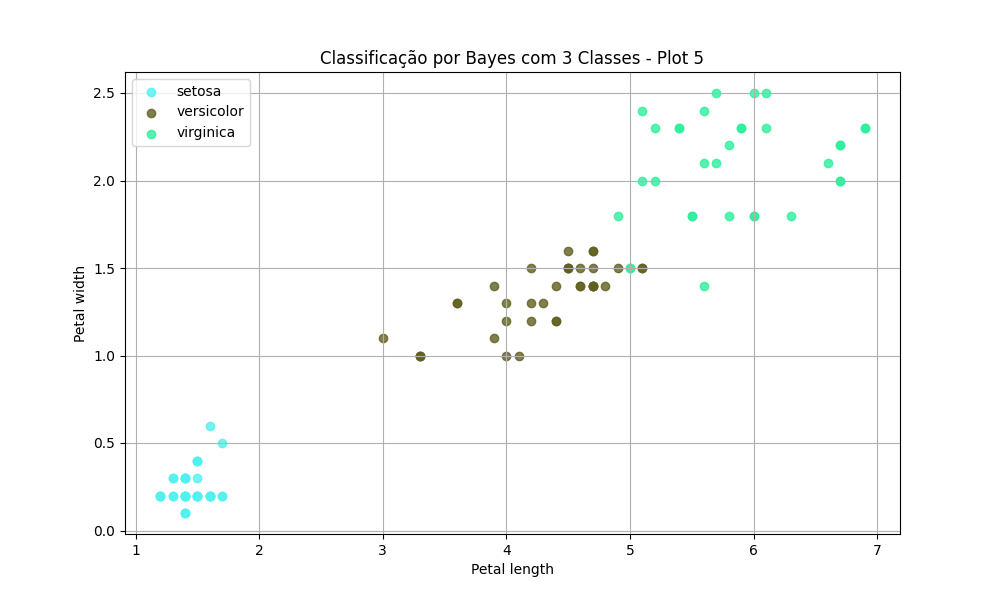 Classificação por Bayes com 3 Classes - Plot 5
setosa
versicolor
virginica
Petal width
2.5
2.0
1.5
1.0
0.5
0.0
1 2 3 4 5 6 7
Petal length